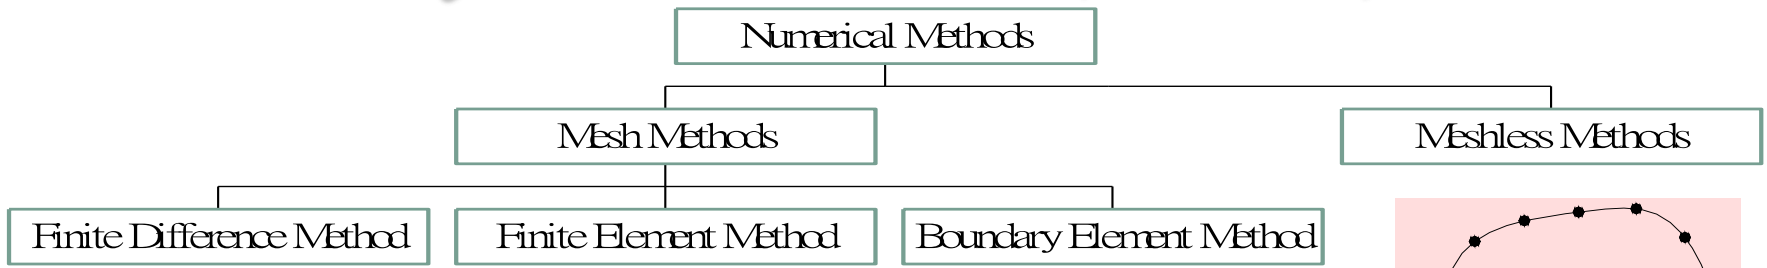 Numerical Methods
Mesh Methods
Meshless Methods
Finite Difference Method
Finite Element Method
Boundary Element Method